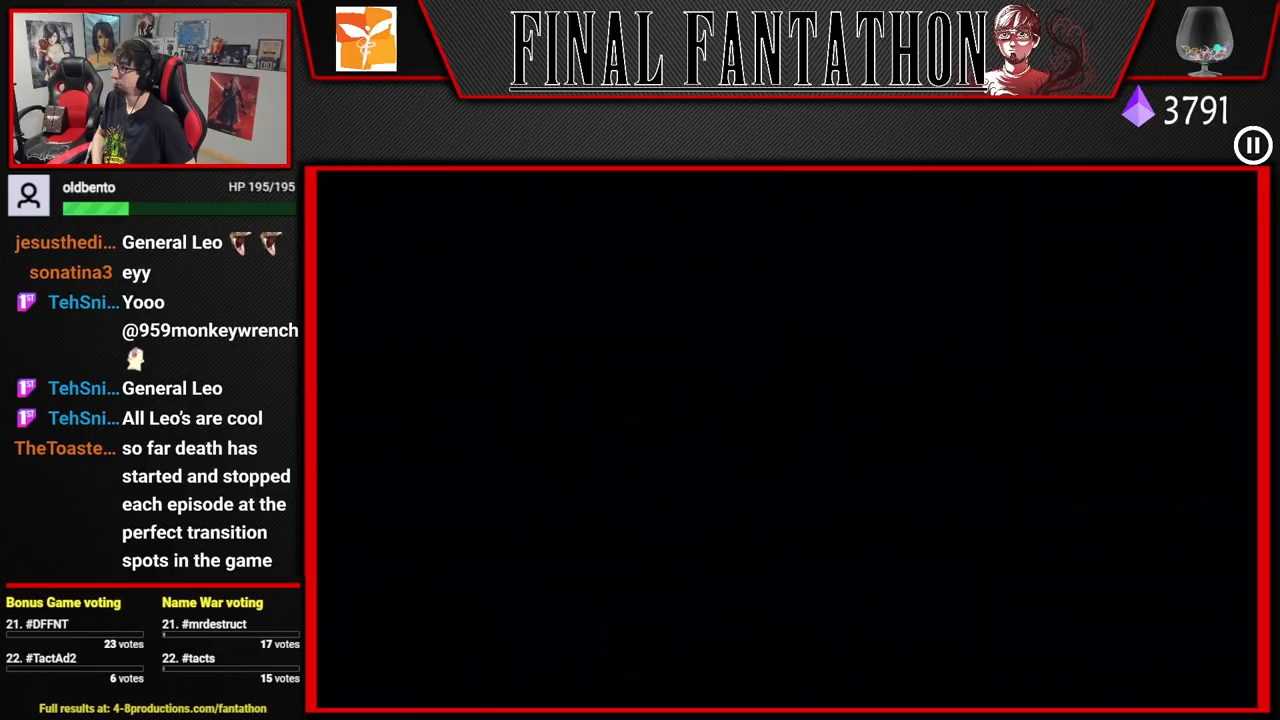 FINAL FANTATHON
3791
oldbento HP 195/195
jesusthedi... General Leo
sonatina3 eyy
TehSni... Yooo
@959monkeywrench
TehSni... General Leo
TehSni... All Leo's are cool
TheToaste... so far death has
started and stopped
each episode at the
perfect transition
spots in the game
Bonus Game voting Name War voting
21. #DFFNT 21. #mrdestruct
23 votes 17 votes
22. #TactAd2 22. #tacts
6 votes 15 votes
Full results at: 4-8productions.com/fantathon